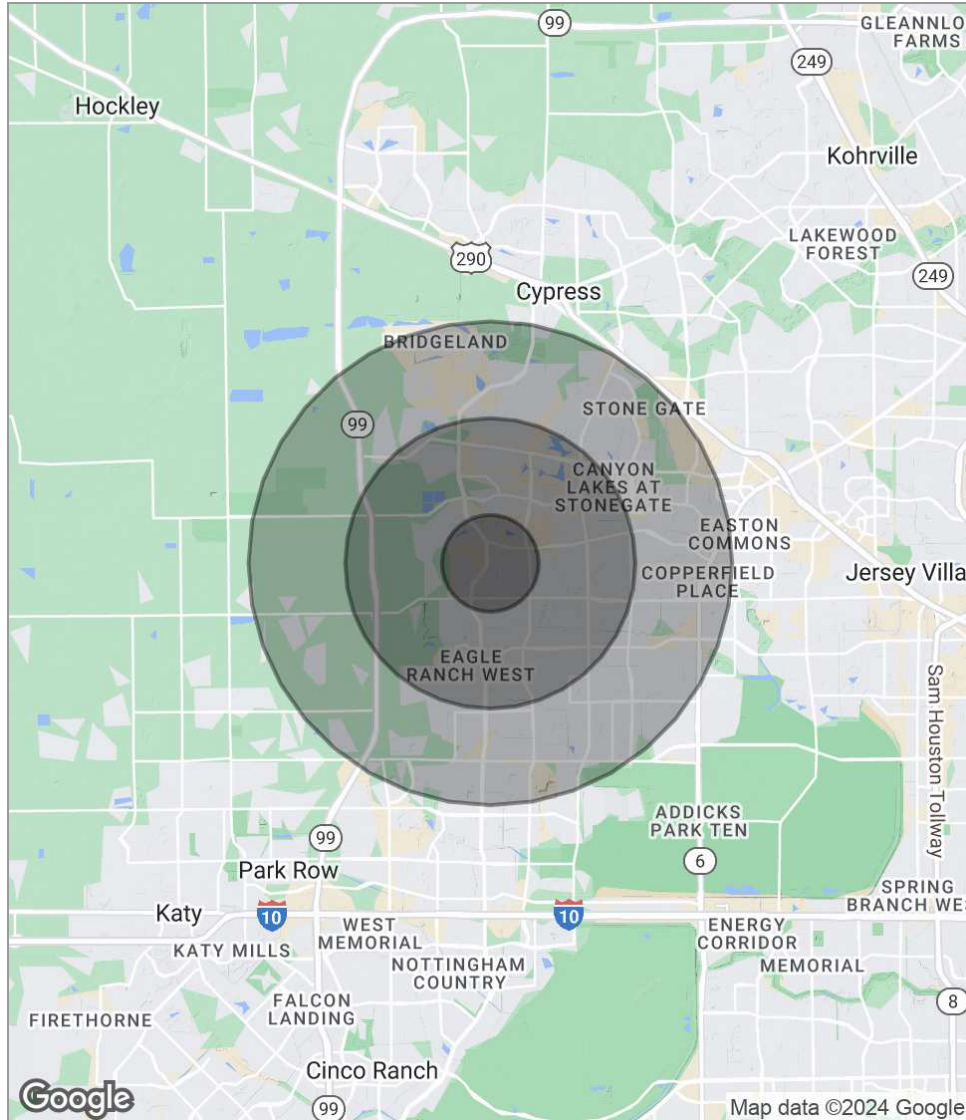 99
GLEANNLO
FARMS
249
Hockley
Kohrville
LAKEWOOD
FOREST
290
249
Cypress
BRIDGELAND
STONE GATE
99
CANYON
LAKES AT
STONEGATE
EASTON
COMMONS
COPPERFIELD
PLACE
Jersey Villa
EAGLE
RANCH WEST
Sam Houston Tollway
ADDICKS
PARK TEN
99
6
Park Row
SPRING
BRANCH WES
Katy
10
10
WEST
MEMORIAL
ENERGY
CORRIDOR
KATY MILLS
NOTTINGHAM
COUNTRY
MEMORIAL
8
FALCON
LANDING
FIRETHORNE
Cinco Ranch
Google
99
Map data ©2024 Google